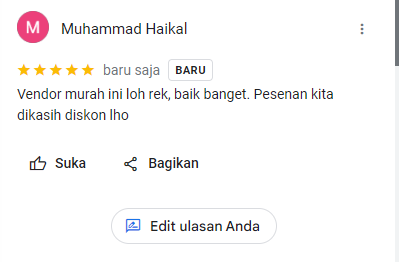 M
Muhammad Haikal
baru saja BARU
Vendor murah ini loh rek, baik banget. Pesenan kita
dikasih diskon lho
Suka Bagikan
Edit ulasan Anda